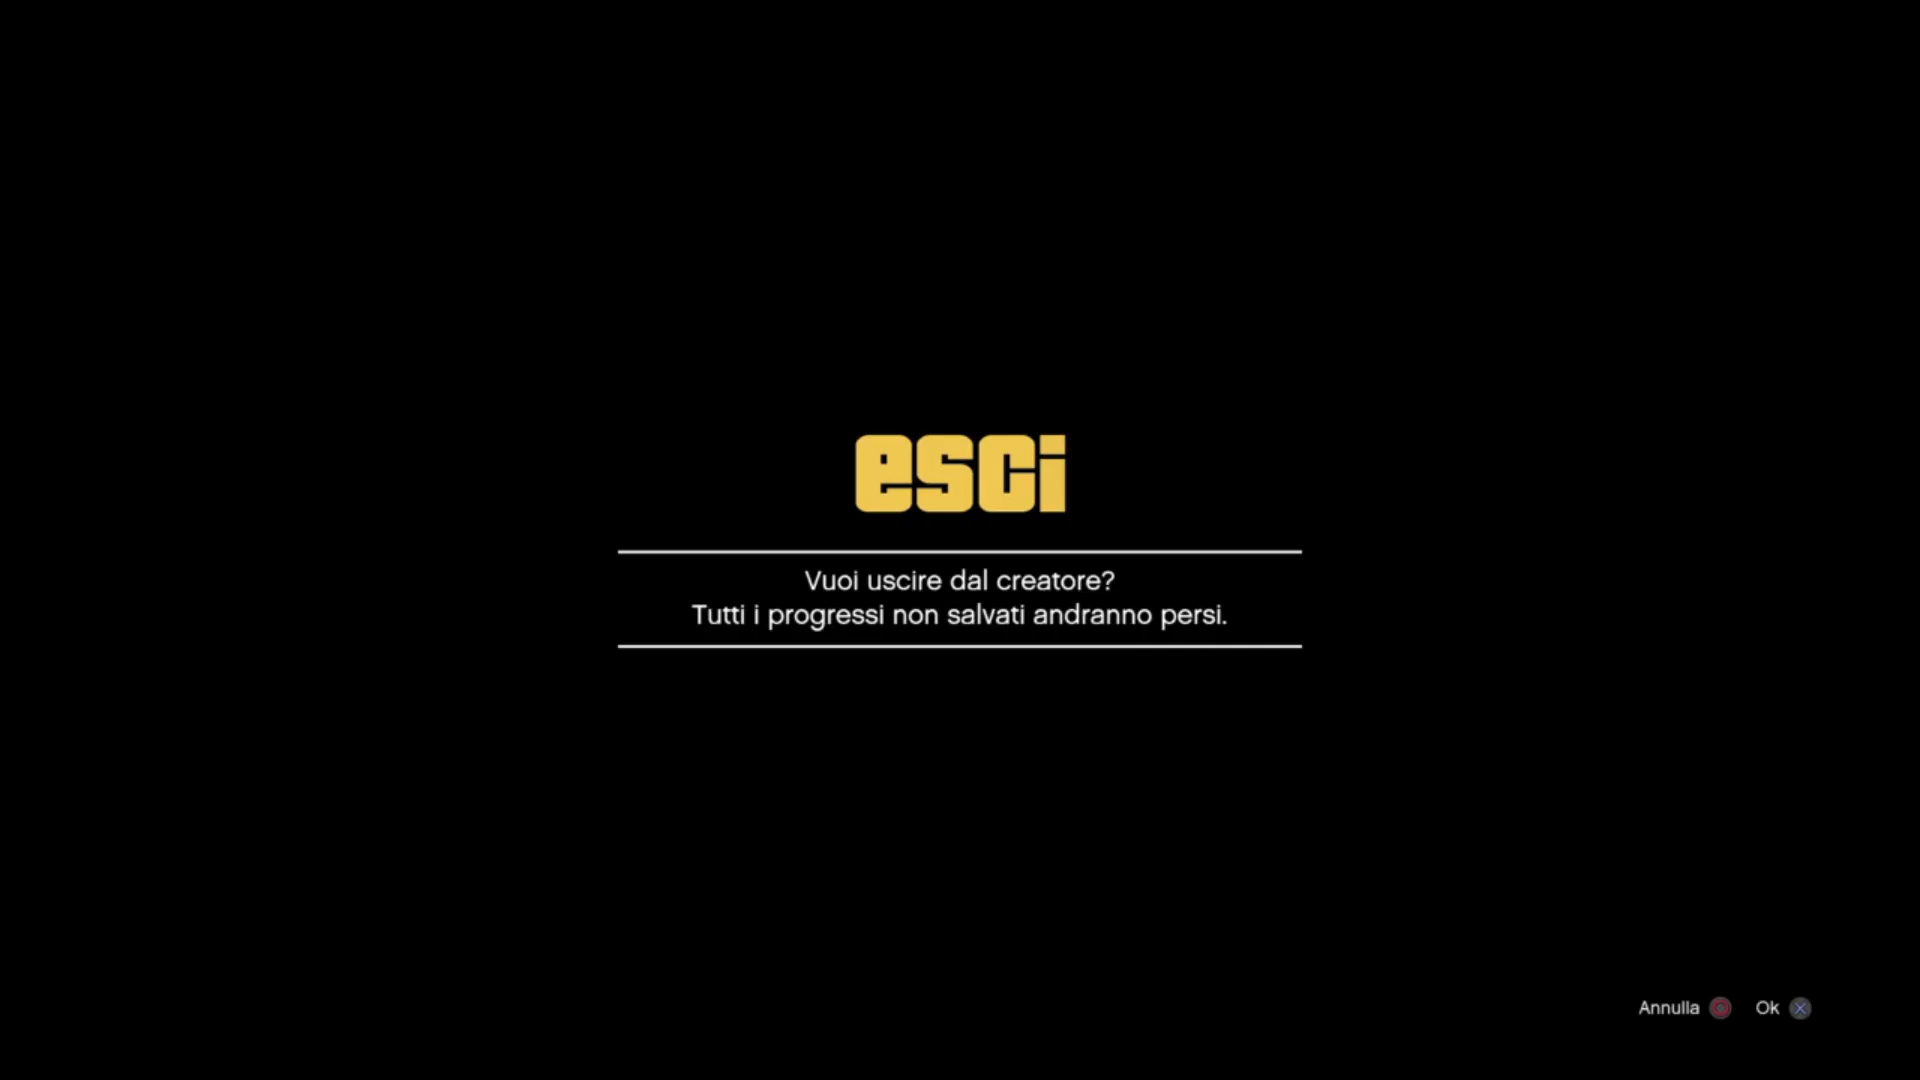 esci
Vuoi uscire dal creatore?
Tutti i progressi non salvati andranno persi.
Annulla Ok